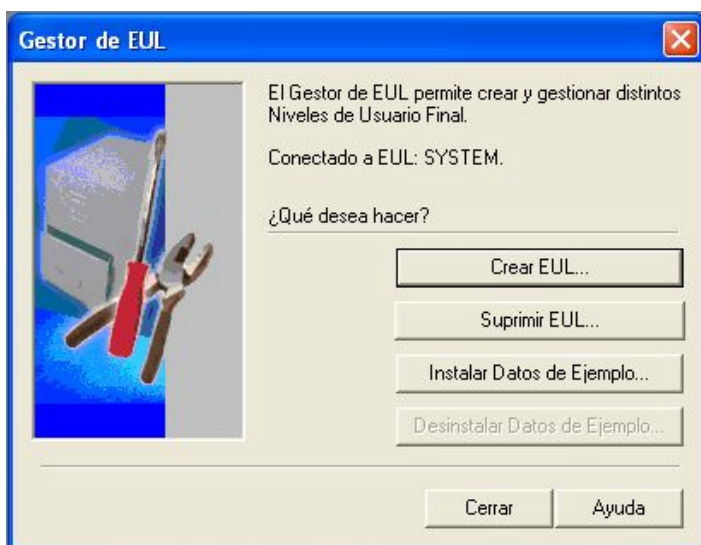 Gestor de EUL
El Gestor de EUL permite crear y gestionar distintos
Niveles de Usuario Final.
Conectado a EUL: SYSTEM.
¿Qué desea hacer?
Crear EUL...
Suprimir EUL...
Instalar Datos de Ejemplo...
Desinstalar Datos de Ejemplo...
Cerrar
Ayuda